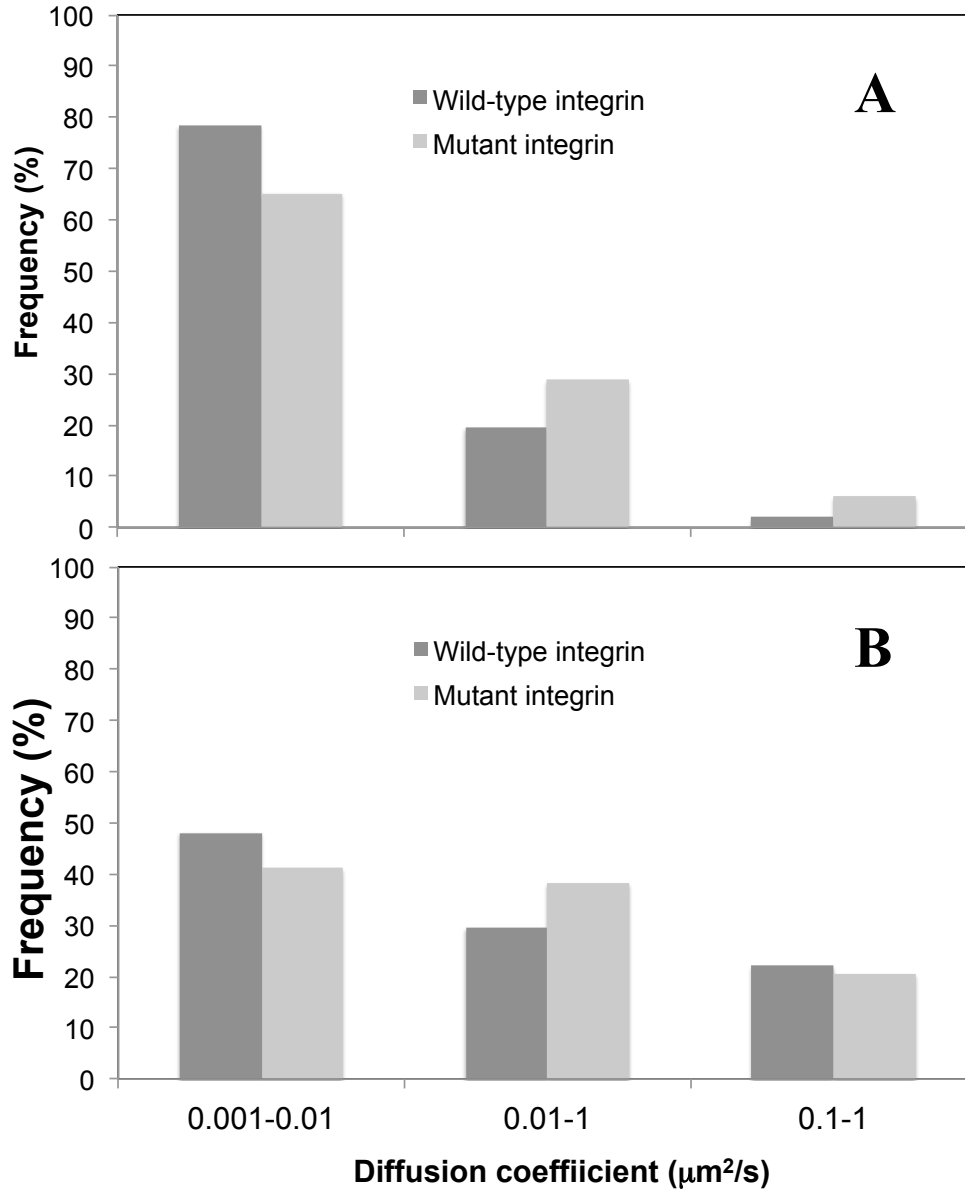 100
90
80
70
60
50
40
30
20
10
0
Frequency (%)
Wild-type integrin
Mutant integrin
A
100
90
80
70
60
50
40
30
20
10
0
Frequency (%)
Wild-type integrin
Mutant integrin
B
0.001-0.01 0.01-1 0.1-1
Diffusion coeffiicient (μm²/s)